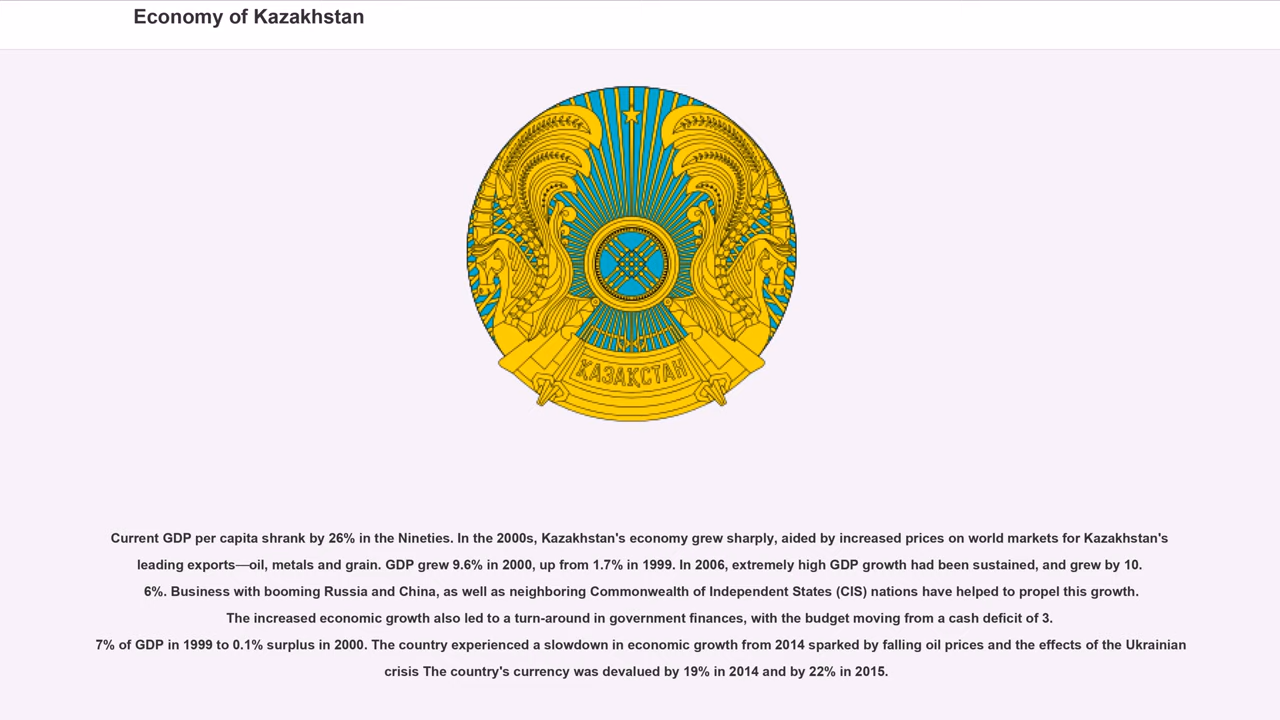 Economy of Kazakhstan
ҚАЗАҚСТАН
Current GDP per capita shrank by 26% in the Nineties. In the 2000s, Kazakhstan's economy grew sharply, aided by increased prices on world markets for Kazakhstan's
leading exports—oil, metals and grain. GDP grew 9.6% in 2000, up from 1.7% in 1999. In 2006, extremely high GDP growth had been sustained, and grew by 10.
6%. Business with booming Russia and China, as well as neighboring Commonwealth of Independent States (CIS) nations have helped to propel this growth.
The increased economic growth also led to a turn-around in government finances, with the budget moving from a cash deficit of 3.
7% of GDP in 1999 to 0.1% surplus in 2000. The country experienced a slowdown in economic growth from 2014 sparked by falling oil prices and the effects of the Ukrainian
crisis The country's currency was devalued by 19% in 2014 and by 22% in 2015.